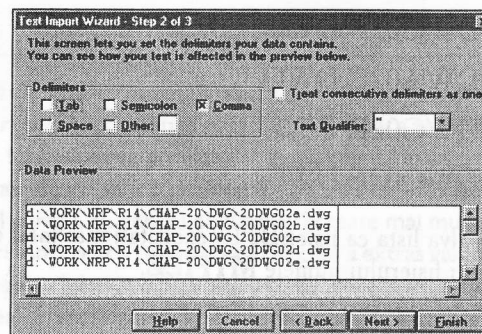 Text Import Wizard - Step 2 of 3
This screen lets you set the delimiters your data contains.
You can see how your text is affected in the preview below.
Delimiters
Tab Semicolon Comma
Space Other:
Treat consecutive delimiters as one
Text Qualifier: "
Data Preview
d:\WORK\NRP\R14\CHAP-20\DWG\20DWG02a.dwg
d:\WORK\NRP\R14\CHAP-20\DWG\20DWG02b.dwg
d:\WORK\NRP\R14\CHAP-20\DWG\20DWG02c.dwg
d:\WORK\NRP\R14\CHAP-20\DWG\20DWG02d.dwg
d:\WORK\NRP\R14\CHAP-20\DWG\20DWG02e.dwg
Help Cancel < Back Next > Finish